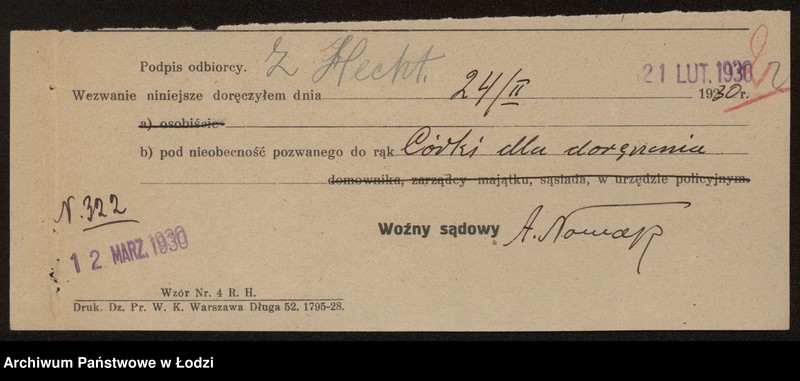 Podpis odbiorcy. Z Hecht.
21 LUT. 1930
Wezwanie niniejsze doręczyłem dnia 24/II 1930 r.
a) osobiście
b) pod nieobecność pozwanego do rąk Córki dla doręczenia
domownika, zarządcy majątku, sąsiada, w urzędzie policyjnym.
N. 322
Woźny sądowy A. Nowak
12 MARZ. 1930
Wzór Nr. 4 R. H.
Druk. Dz. Pr. W. K. Warszawa Długa 52. 1795-28.
Archiwum Państwowe w Łodzi